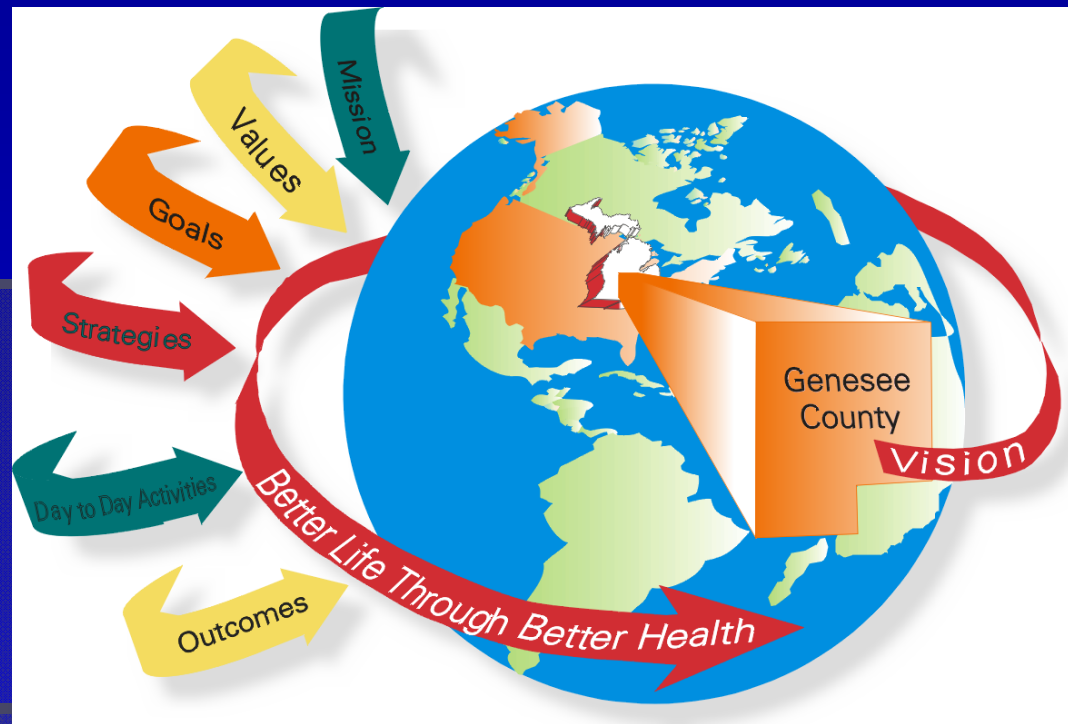 Mission
Values
Goals
Strategies
Day to Day Activities
Outcomes
Genesee
County
Vision
Better Life Through Better Health